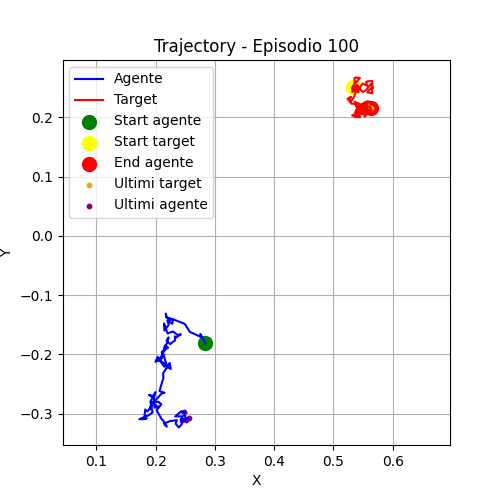 Trajectory - Episodio 100
Agente
Target
Start agente
Start target
End agente
Ultimi target
Ultimi agente
Y
0.2
0.1
0.0
−0.1
−0.2
−0.3
0.1 0.2 0.3 0.4 0.5 0.6
X